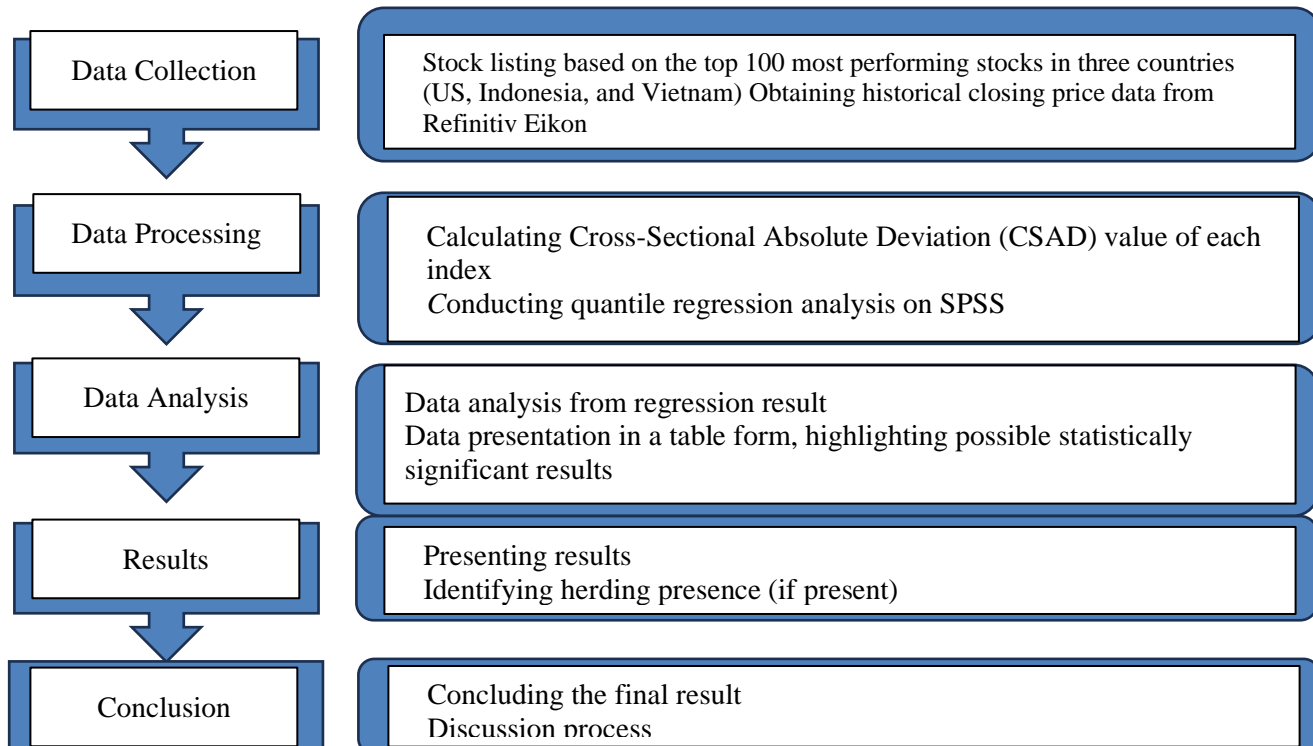 Data Collection
Stock listing based on the top 100 most performing stocks in three countries
(US, Indonesia, and Vietnam) Obtaining historical closing price data from
Refinitiv Eikon
Data Processing
Calculating Cross-Sectional Absolute Deviation (CSAD) value of each
index
Conducting quantile regression analysis on SPSS
Data Analysis
Data analysis from regression result
Data presentation in a table form, highlighting possible statistically
significant results
Results
Presenting results
Identifying herding presence (if present)
Conclusion
Concluding the final result
Discussion process